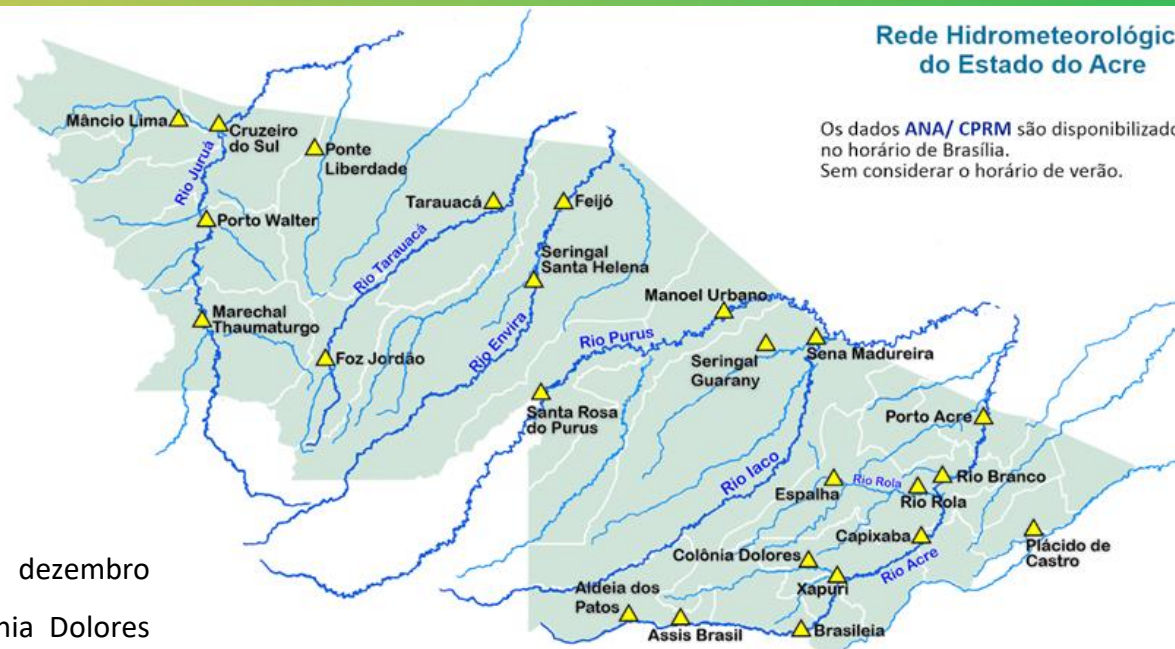 Rede Hidrometeorológic
do Estado do Acre
Os dados ANA/ CPRM são disponibilizado
no horário de Brasília.
Sem considerar o horário de verão.
Mâncio Lima
Cruzeiro
do Sul
Ponte
Liberdade
Rio Juruá
Porto Walter
Tarauacá
Feijó
Rio Tarauacá
Seringal
Santa Helena
Marechal
Thaumaturgo
Foz Jordão
Rio Envira
Manoel Urbano
Rio Purus
Seringal
Guarany
Sena Madureira
Santa Rosa
do Purus
Porto Acre
Rio Iaco
Espalha
Rio Rola
Rio Rola
Rio Branco
Capixaba
Plácido de
Castro
Colônia Dolores
Rio Acre
Xapuri
Aldeia dos
Patos
Assis Brasil
Brasileia
dezembro
nia Dolores